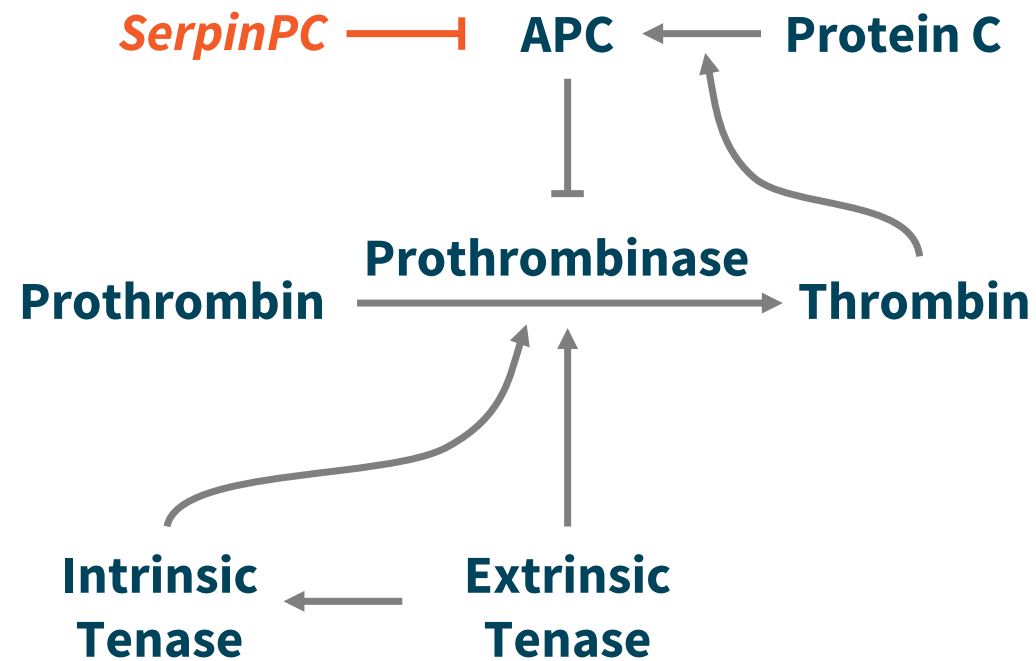 SerpinPC
APC
Protein C
Prothrombinase
Prothrombin
Thrombin
Intrinsic
Tenase
Extrinsic
Tenase